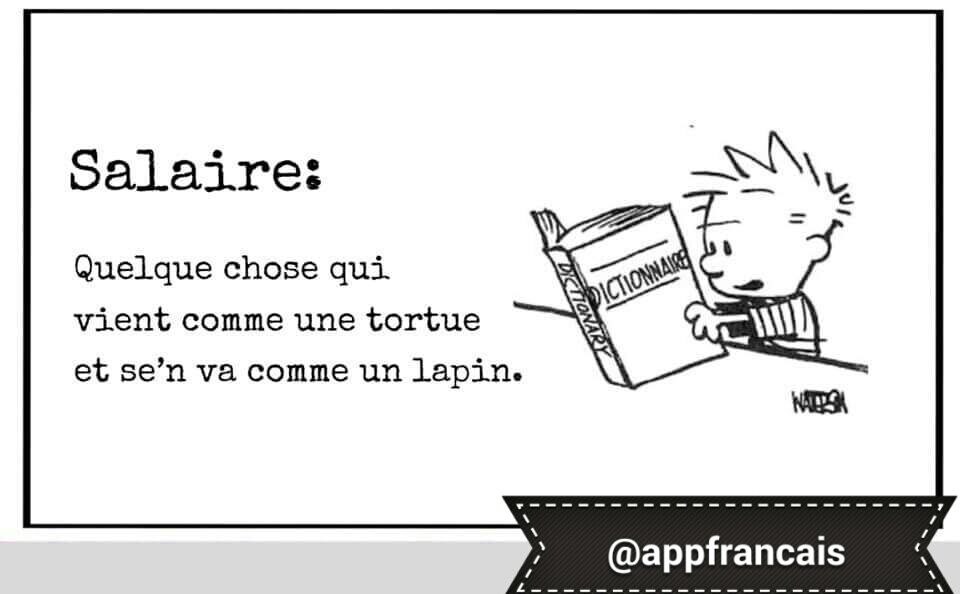 Salaire:
Quelque chose qui
vient comme une tortue
et se’n va comme un lapin.
DICTIONNAIRE
DICTIONARY
WATTERSON
@appfrancais